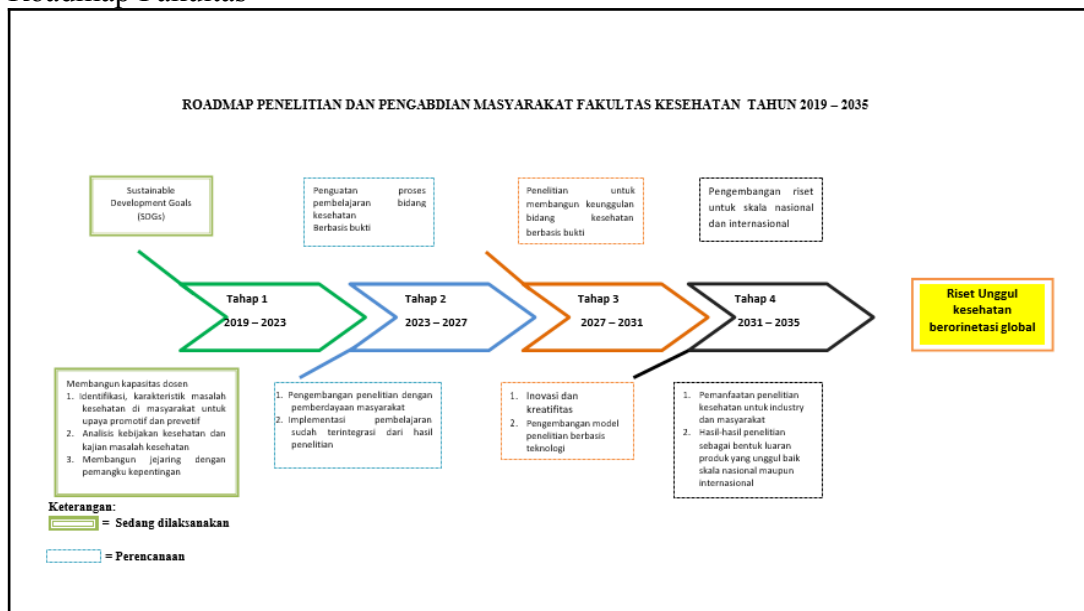 Roadmap Fakultas
ROADMAP PENELITIAN DAN PENGABDIAN MASYARAKAT FAKULTAS KESEHATAN TAHUN 2019 – 2035
Sustainable
Development Goals
(SDGs)
Penguatan proses
pembelajaran bidang
kesehatan
Berbasis bukti
Penelitian untuk
membangun keunggulan
bidang kesehatan
berbasis bukti
Pengembangan riset
untuk skala nasional
dan internasional
Tahap 1
2019 – 2023
Tahap 2
2023 – 2027
Tahap 3
2027 – 2031
Tahap 4
2031 – 2035
Riset Unggul
kesehatan
berorinetasi global
Membangun kapasitas dosen
1. Identifikasi, karakteristik masalah
kesehatan di masyarakat untuk
upaya promotif dan prevetif
2. Analisis kebijakan kesehatan dan
kajian masalah kesehatan
3. Membangun jejaring dengan
pemangku kepentingan
1. Pengembangan penelitian dengan
pemberdayaan masyarakat
2. Implementasi pembelajaran
sudah terintegrasi dari hasil
penelitian
1. Inovasi dan
kreatifitas
2. Pengembangan model
penelitian berbasis
teknologi
1. Pemanfaatan penelitian
kesehatan untuk industry
dan masyarakat
2. Hasil-hasil penelitian
sebagai bentuk luaran
produk yang unggul baik
skala nasional maupun
internasional
Keterangan:
= Sedang dilaksanakan
= Perencanaan